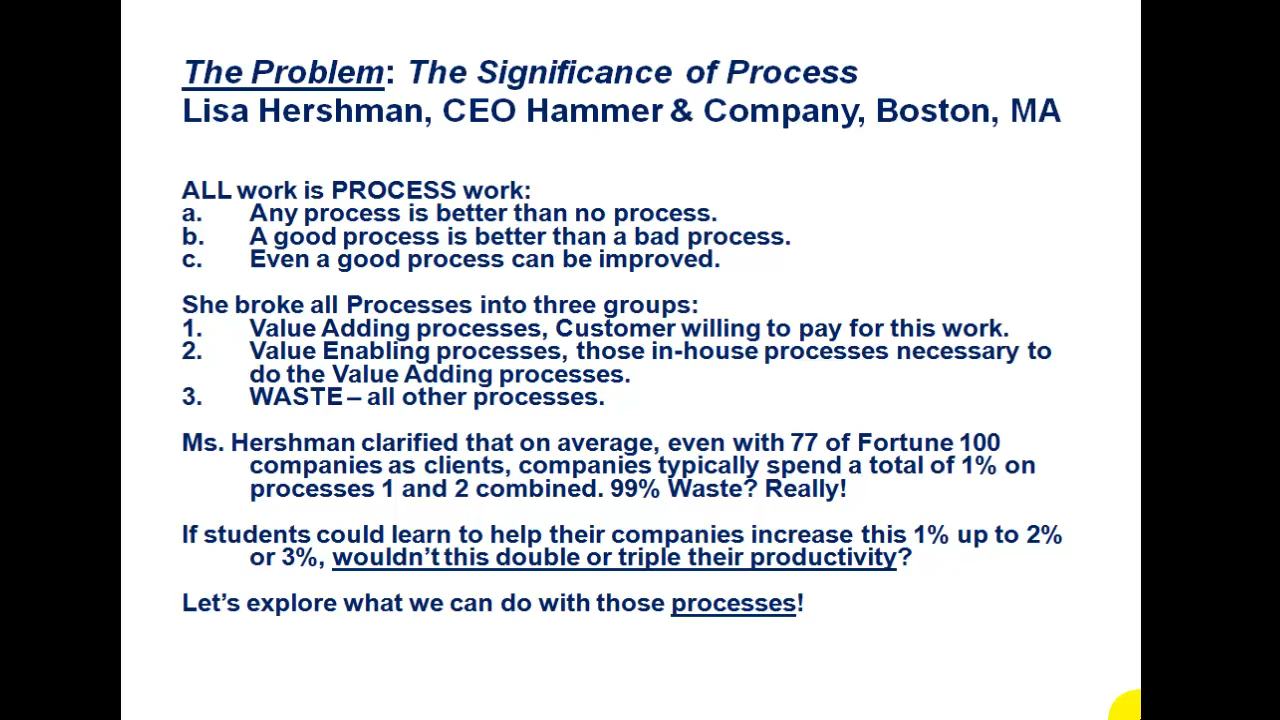 The Problem: The Significance of Process
Lisa Hershman, CEO Hammer & Company, Boston, MA
ALL work is PROCESS work:
a. Any process is better than no process.
b. A good process is better than a bad process.
c. Even a good process can be improved.
She broke all Processes into three groups:
1. Value Adding processes, Customer willing to pay for this work.
2. Value Enabling processes, those in-house processes necessary to
do the Value Adding processes.
3. WASTE – all other processes.
Ms. Hershman clarified that on average, even with 77 of Fortune 100
companies as clients, companies typically spend a total of 1% on
processes 1 and 2 combined. 99% Waste? Really!
If students could learn to help their companies increase this 1% up to 2%
or 3%, wouldn't this double or triple their productivity?
Let's explore what we can do with those processes!